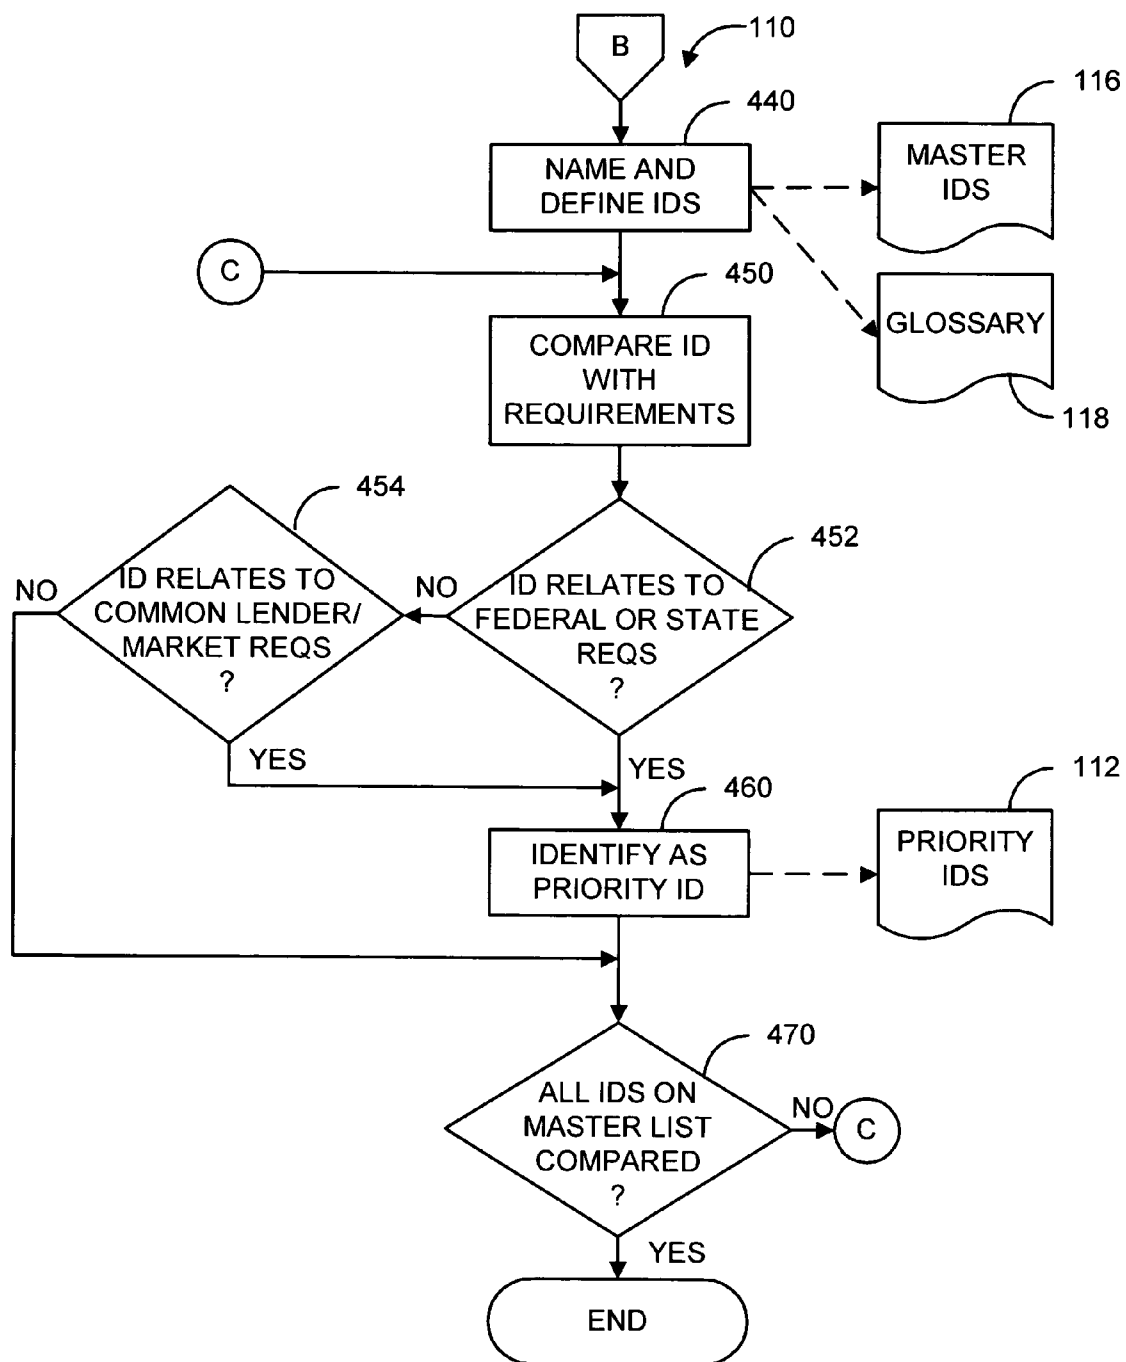 B
110
440
116
NAME AND
DEFINE IDS
MASTER
IDS
C
450
GLOSSARY
118
COMPARE ID
WITH
REQUIREMENTS
454
452
NO
ID RELATES TO
COMMON LENDER/
MARKET REQS
?
NO
ID RELATES TO
FEDERAL OR STATE
REQS
?
YES
YES
460
112
IDENTIFY AS
PRIORITY ID
PRIORITY
IDS
470
ALL IDS ON
MASTER LIST
COMPARED
?
NO
C
YES
END